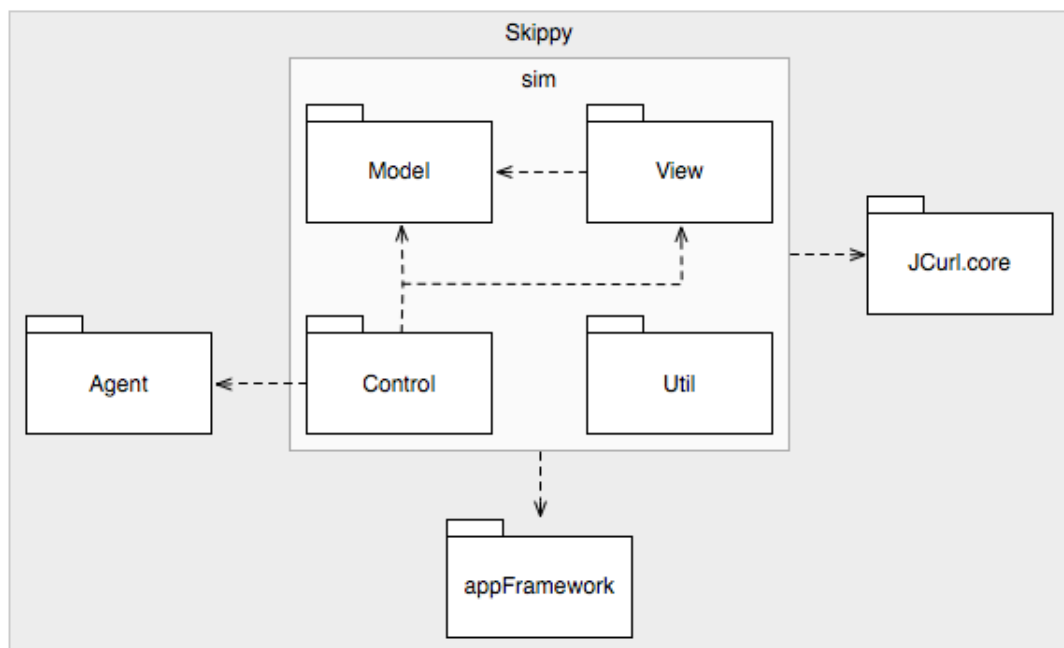 Skippy
sim
Model
View
JCurl.core
Agent
Control
Util
appFramework